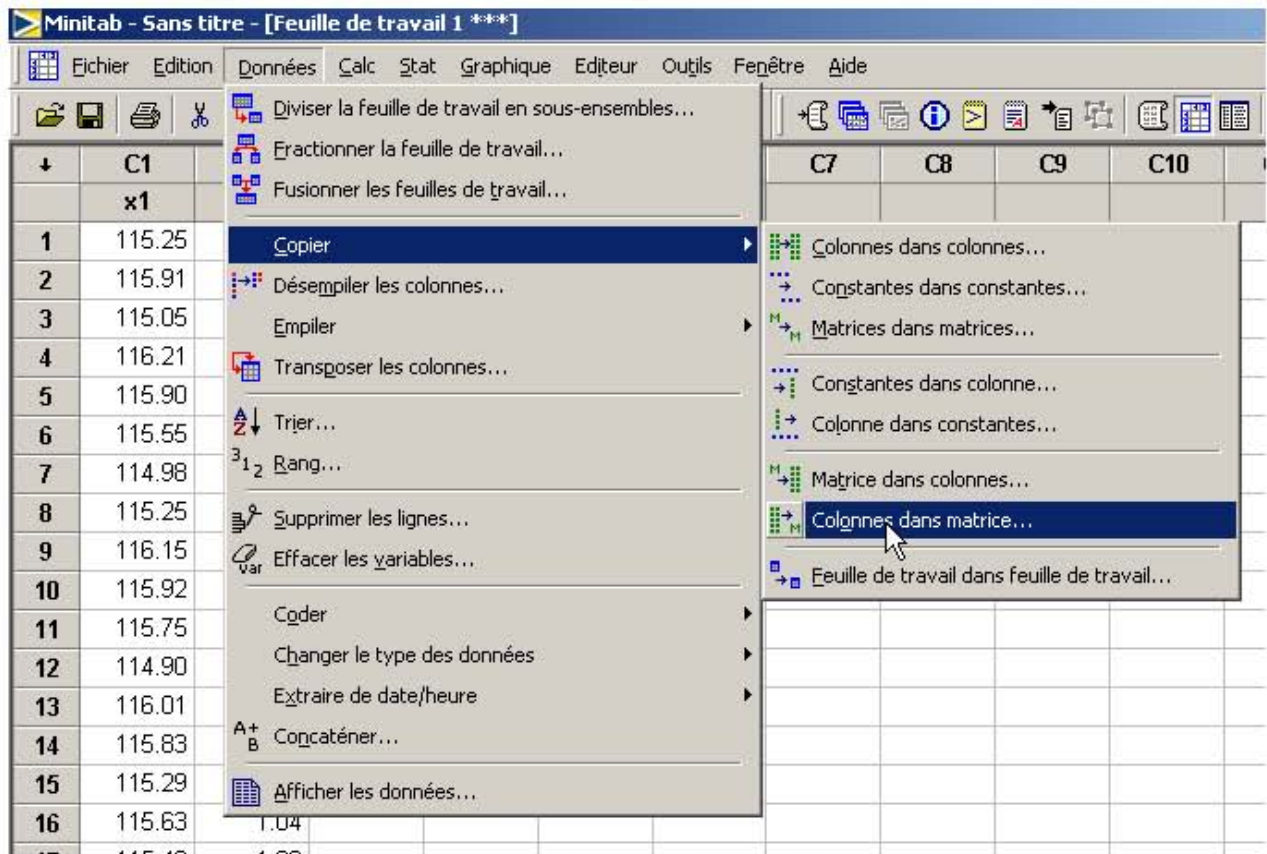 Minitab - Sans titre - [Feuille de travail 1 ***]
Fichier Edition Données Calc Stat Graphique Editeur Outils Fenêtre Aide
C1 C7 C8 C9 C10
x1
1 115.25
2 115.91
3 115.05
4 116.21
5 115.90
6 115.55
7 114.98
8 115.25
9 116.15
10 115.92
11 115.75
12 114.90
13 116.01
14 115.83
15 115.29
16 115.63 1.04
Diviser la feuille de travail en sous-ensembles...
Fractionner la feuille de travail...
Fusionner les feuilles de travail...
Copier
Désempiler les colonnes...
Empiler
Transposer les colonnes...
Trier...
Rang...
Supprimer les lignes...
Effacer les variables...
Coder
Changer le type des données
Extraire de date/heure
Concaténer...
Afficher les données...
Colonnes dans colonnes...
Constantes dans constantes...
Matrices dans matrices...
Constantes dans colonne...
Colonne dans constantes...
Matrice dans colonnes...
Colonnes dans matrice...
Feuille de travail dans feuille de travail...